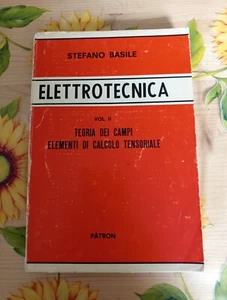 STEFANO BASILE
ELETTROTECNICA
VOL. II
TEORIA DEI CAMPI
ELEMENTI DI CALCOLO TENSORIALE
PÀTRON